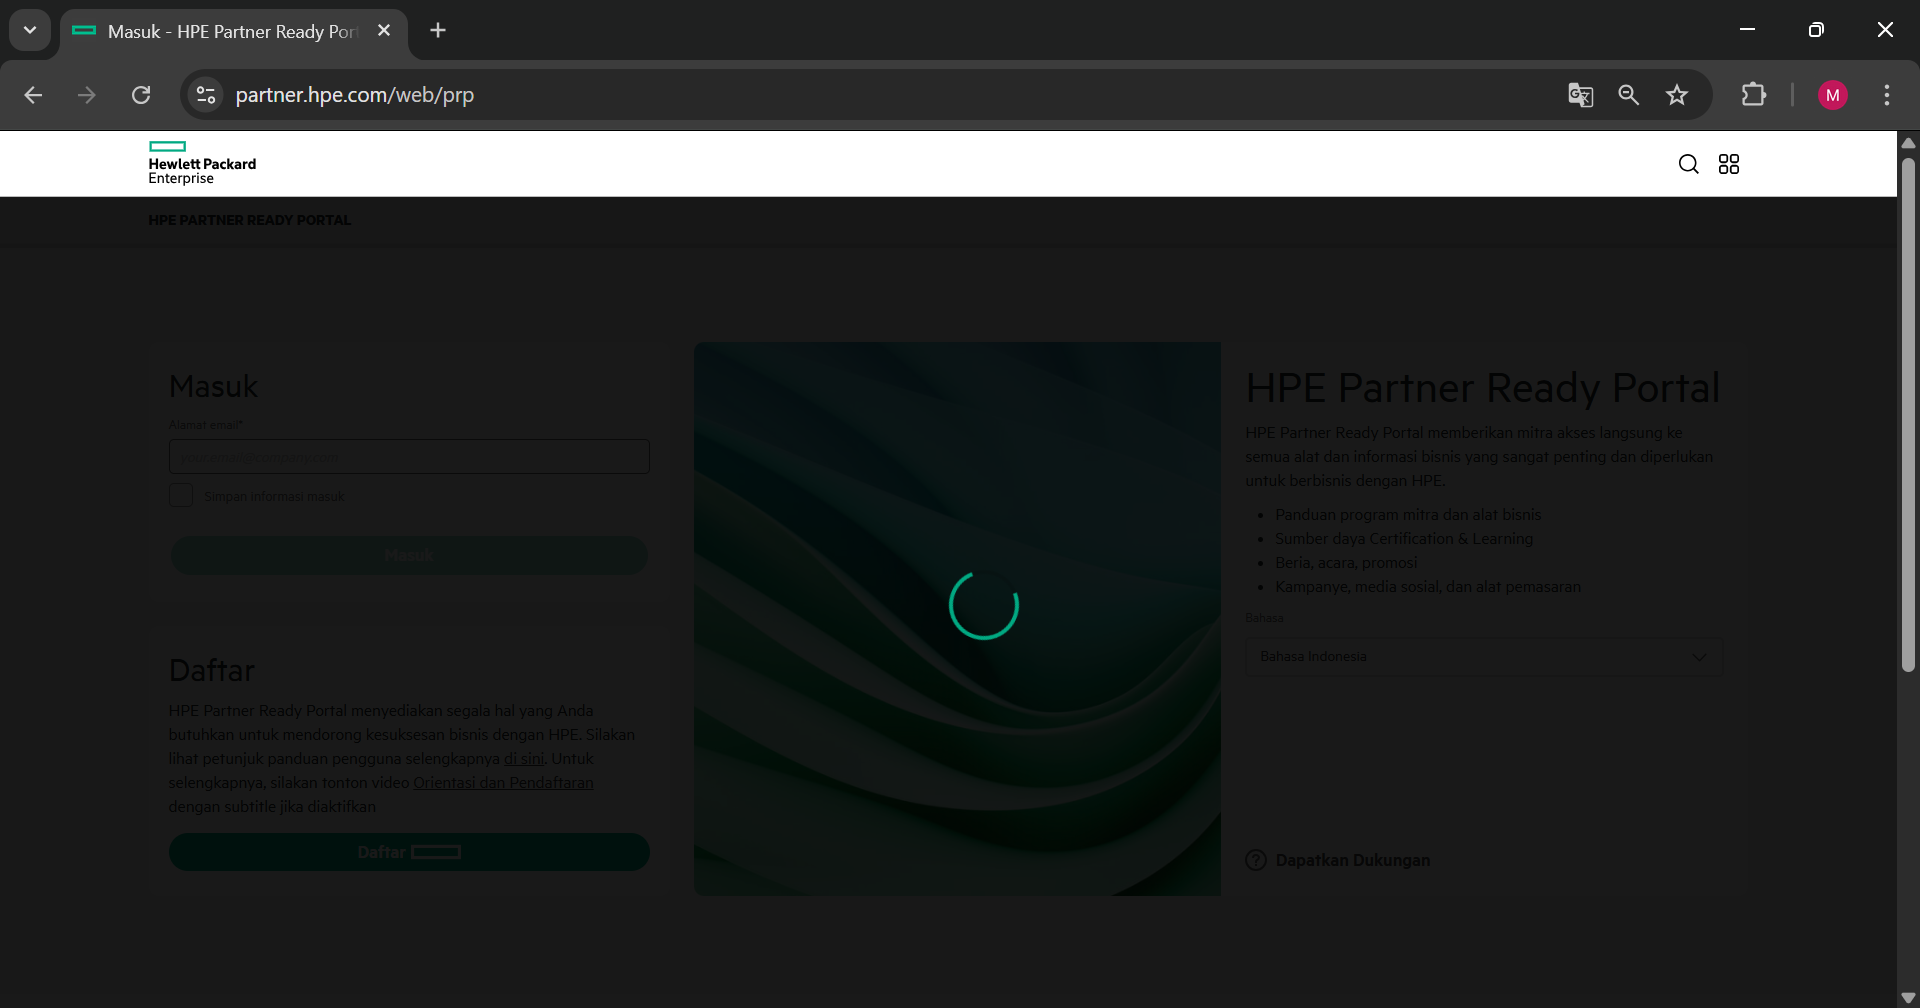 Masuk - HPE Partner Ready Por
partner.hpe.com/web/prp
M
Hewlett Packard
Enterprise
HPE PARTNER READY PORTAL
Masuk
Alamat email*
Simpan informasi masuk
Masuk
Daftar
HPE Partner Ready Portal menyediakan segala hal yang Anda
butuhkan untuk mendorong kesuksesan bisnis dengan HPE. Silakan
lihat petunjuk panduan pengguna selengkapnya di sini. Untuk
selengkapnya, silakan tonton video Orientasi dan Pendaftaran
dengan subtitle jika diaktifkan
Daftar
HPE Partner Ready Portal
HPE Partner Ready Portal memberikan mitra akses langsung ke
semua alat dan informasi bisnis yang sangat penting dan diperlukan
untuk berbisnis dengan HPE.
Panduan program mitra dan alat bisnis
Sumber daya Certification & Learning
Beria, acara, promosi
Kampanye, media sosial, dan alat pemasaran
Bahasa
Bahasa Indonesia
Dapatkan Dukungan